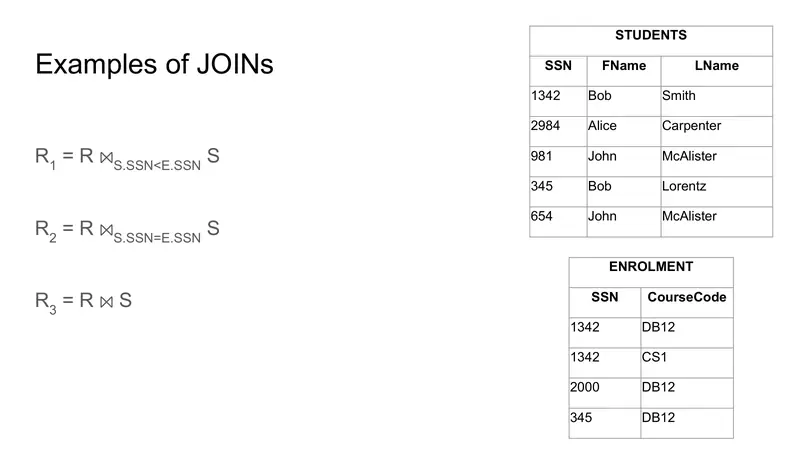 Examples of JOINs
R1 = R ⋈S.SSN<E.SSN S
R2 = R ⋈S.SSN=E.SSN S
R3 = R ⋈ S
STUDENTS
SSN FName LName
1342 Bob Smith
2984 Alice Carpenter
981 John McAlister
345 Bob Lorentz
654 John McAlister
ENROLMENT
SSN CourseCode
1342 DB12
1342 CS1
2000 DB12
345 DB12